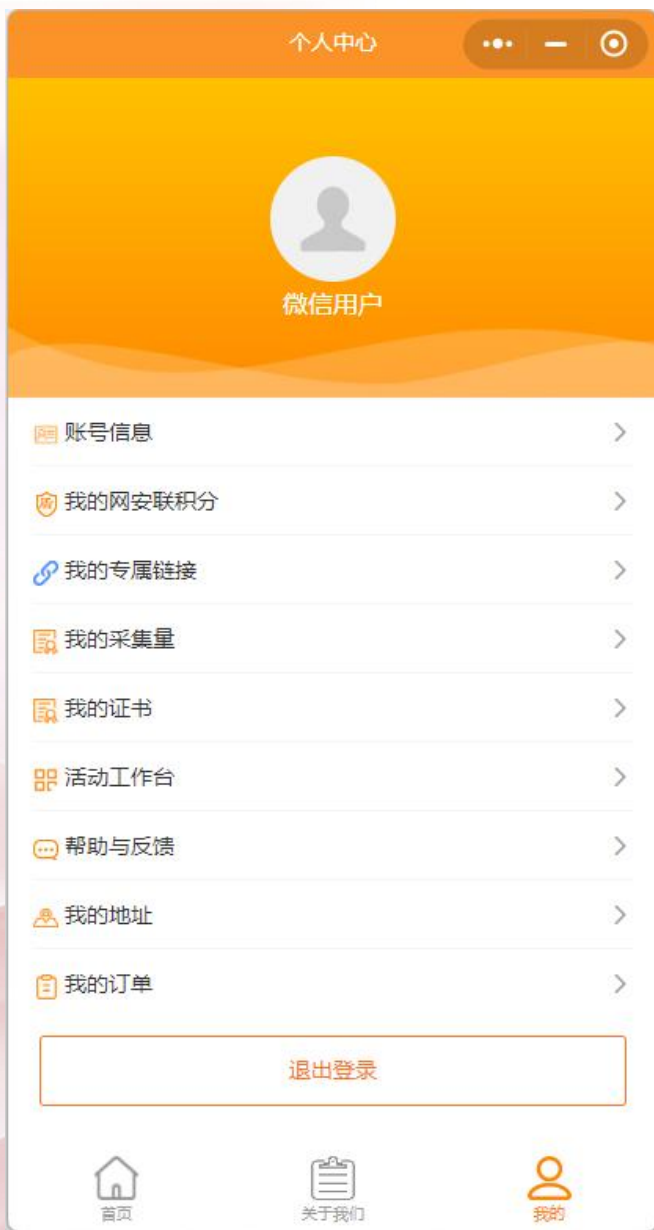 个人中心
微信用户
账号信息
我的网安联积分
我的专属链接
我的采集量
我的证书
活动工作台
帮助与反馈
我的地址
我的订单
退出登录
首页
关于我们
我的